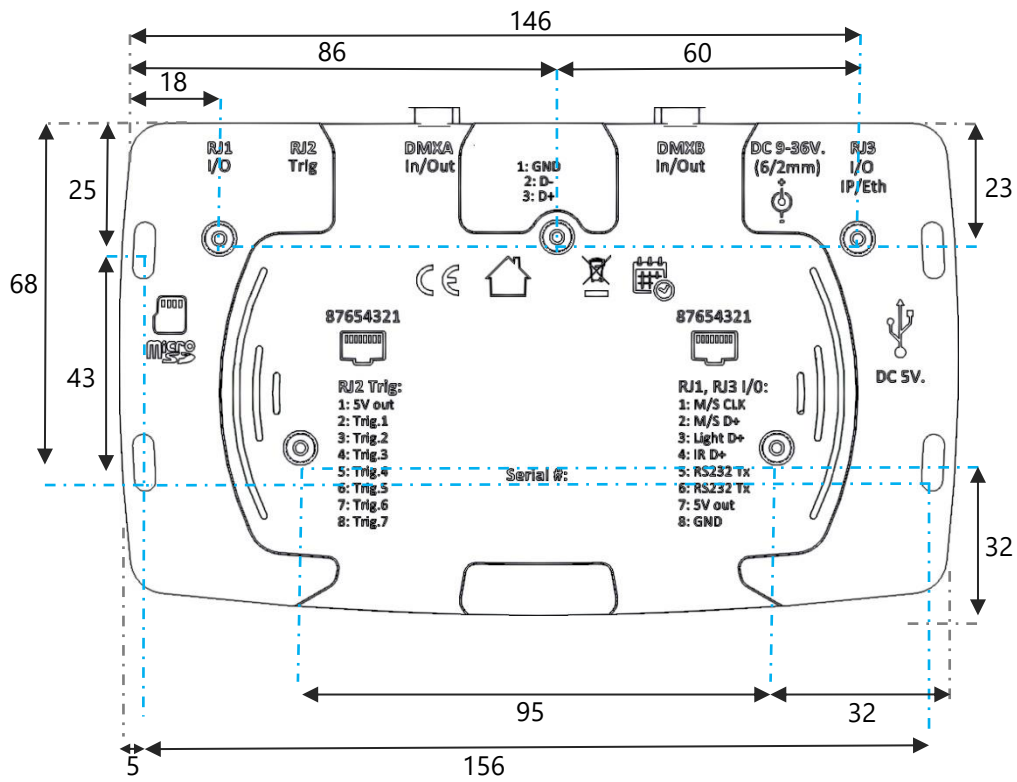 146
86
60
18
RJ1
I/O
RJ2
Trig
DMXA
In/Out
1: GND
2: D-
3: D+
DMXB
In/Out
DC 9-36V.
(6/2mm)
+
-
RJ3
I/O
IP/Eth
25
23
68
CE
micro
SD
43
87654321
RJ2 Trig:
1: 5V out
2: Trig.1
3: Trig.2
4: Trig.3
5: Trig.4
6: Trig.5
7: Trig.6
8: Trig.7
87654321
RJ1, RJ3 I/O:
1: M/S CLK
2: M/S D+
3: Light D+
4: IR D+
5: RS232 Tx
6: RS232 Tx
7: 5V out
8: GND
DC 5V.
Serial #:
32
95
32
5
156